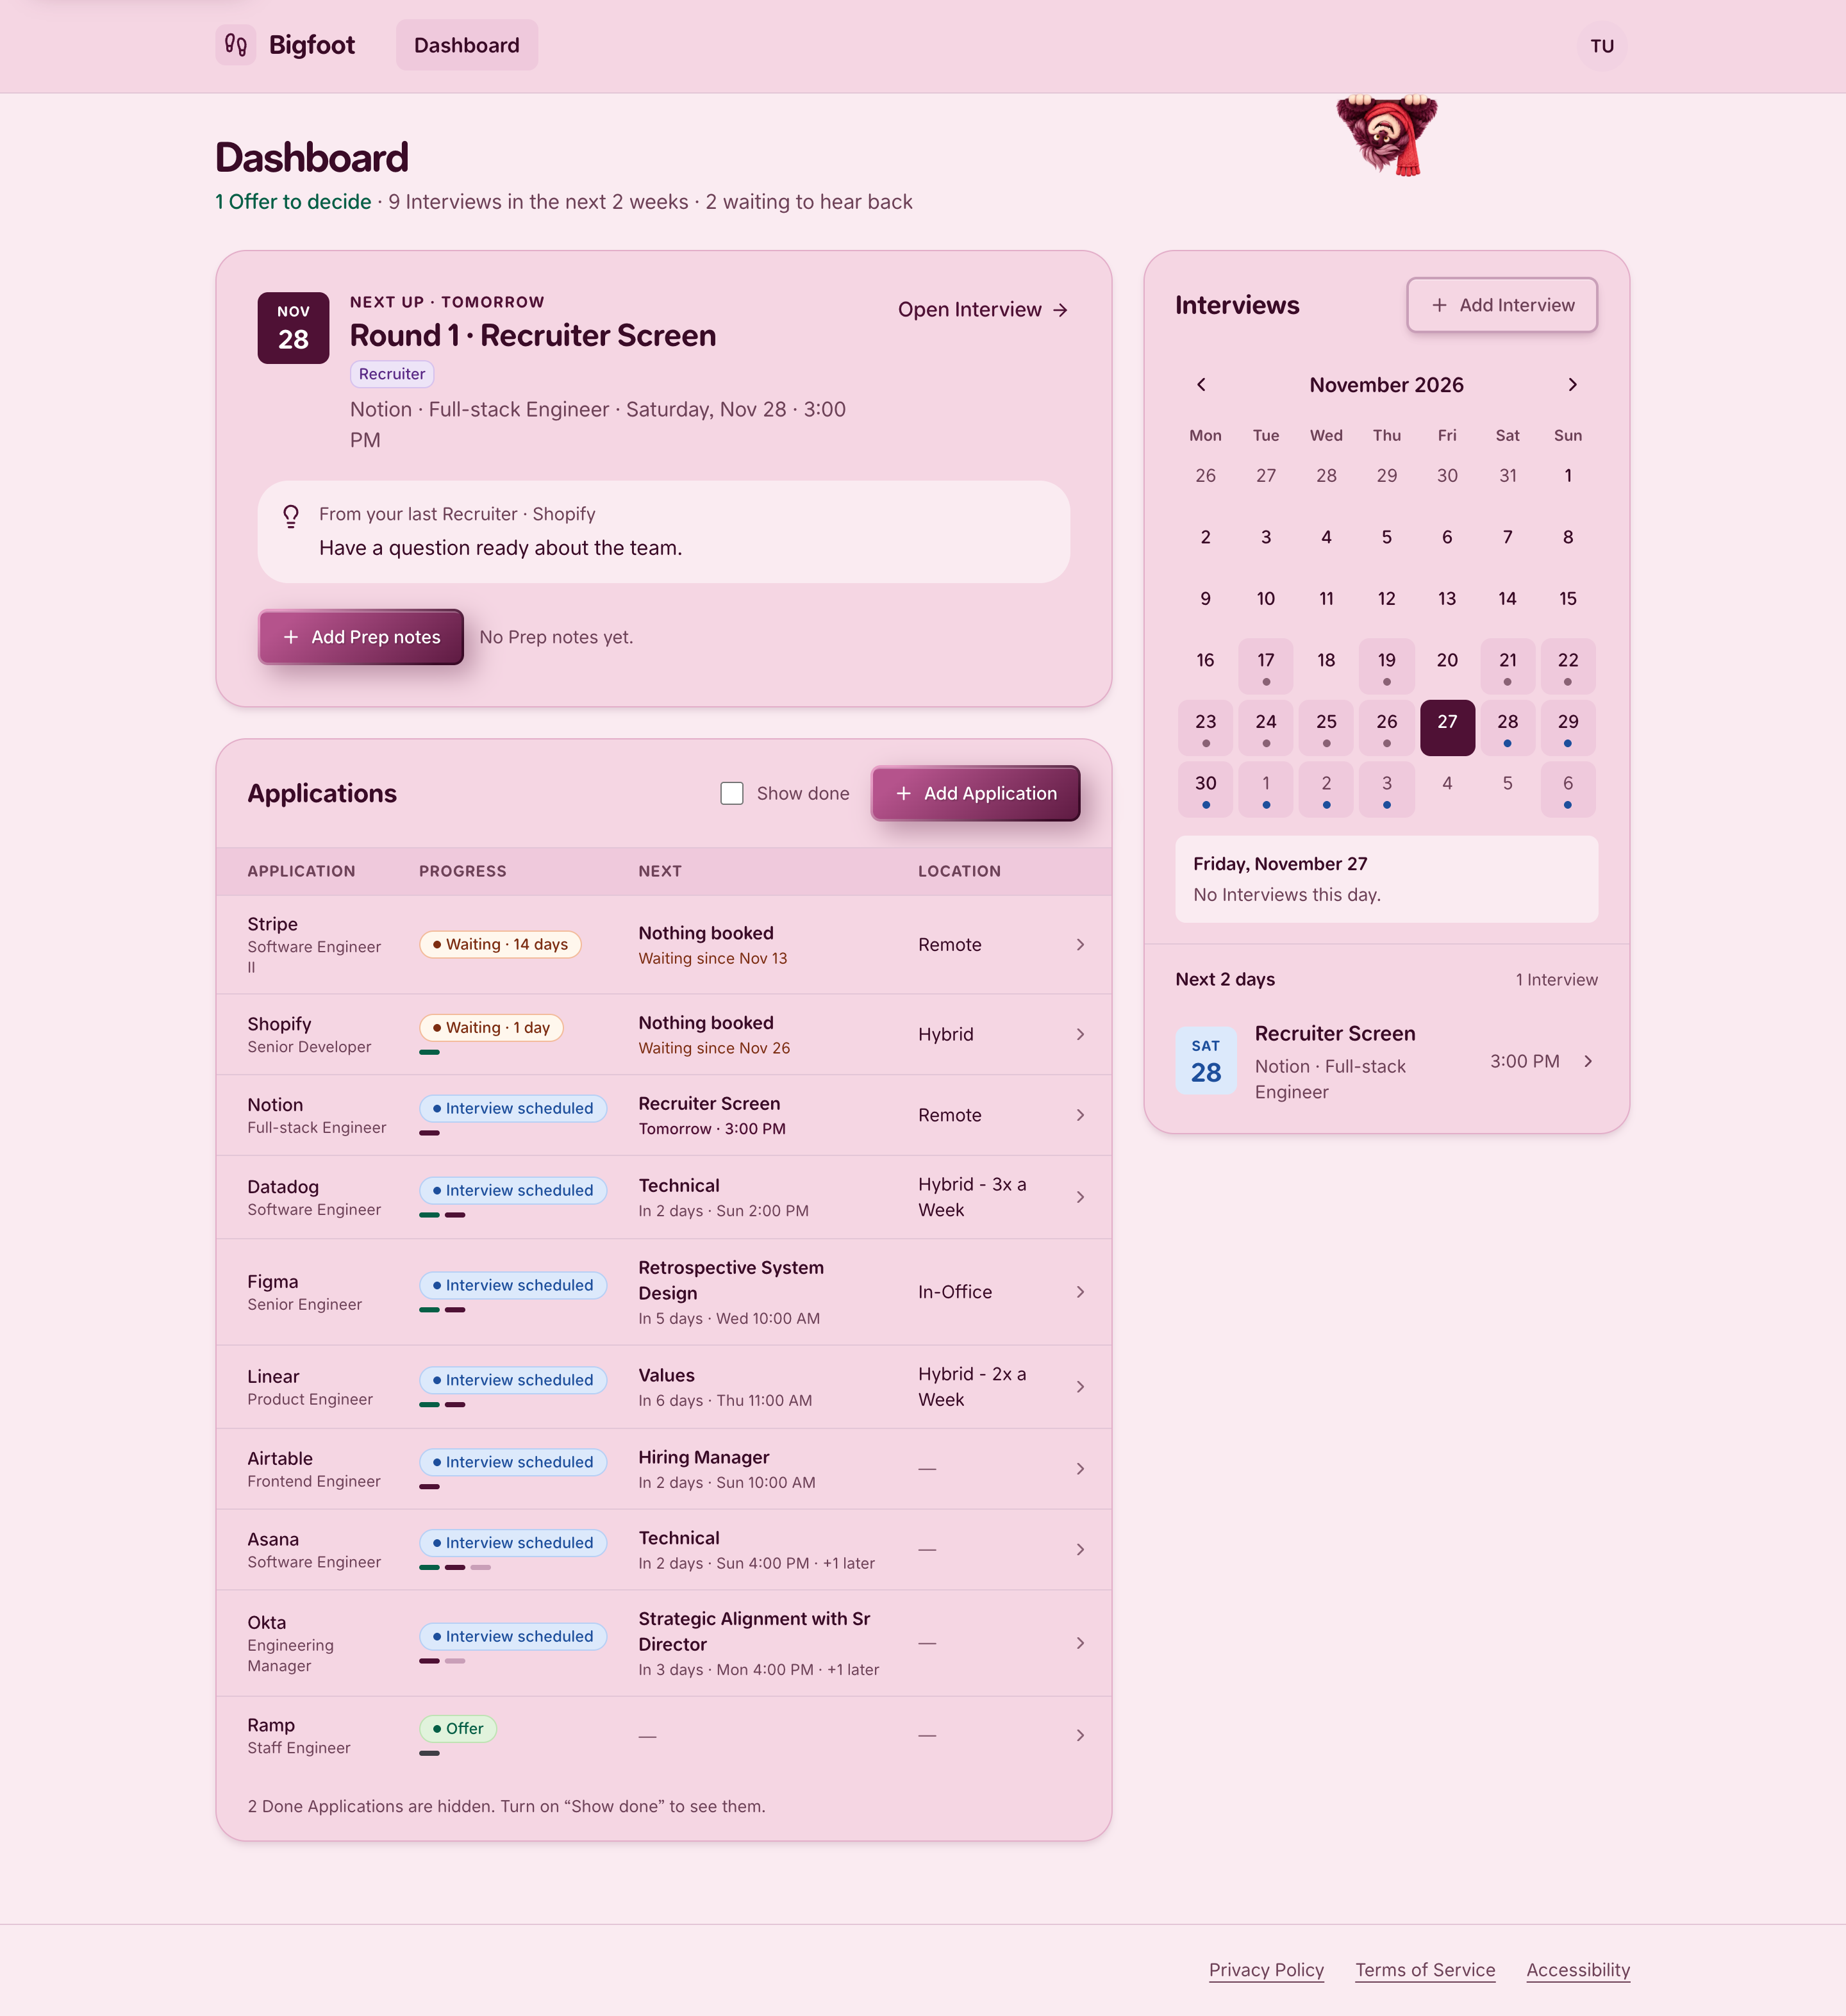 Bigfoot
Dashboard
TU
Dashboard
1 Offer to decide · 9 Interviews in the next 2 weeks · 2 waiting to hear back
NOV
28
NEXT UP · TOMORROW
Round 1 · Recruiter Screen
Recruiter
Notion · Full-stack Engineer · Saturday, Nov 28 · 3:00
PM
Open Interview
From your last Recruiter · Shopify
Have a question ready about the team.
Add Prep notes
No Prep notes yet.
Applications
Show done
Add Application
APPLICATION PROGRESS NEXT LOCATION
Stripe
Software Engineer
II
Waiting · 14 days
Nothing booked
Waiting since Nov 13
Remote
Shopify
Senior Developer
Waiting · 1 day
Nothing booked
Waiting since Nov 26
Hybrid
Notion
Full-stack Engineer
Interview scheduled
Recruiter Screen
Tomorrow · 3:00 PM
Remote
Datadog
Software Engineer
Interview scheduled
Technical
In 2 days · Sun 2:00 PM
Hybrid - 3x a
Week
Figma
Senior Engineer
Interview scheduled
Retrospective System
Design
In 5 days · Wed 10:00 AM
In-Office
Linear
Product Engineer
Interview scheduled
Values
In 6 days · Thu 11:00 AM
Hybrid - 2x a
Week
Airtable
Frontend Engineer
Interview scheduled
Hiring Manager
In 2 days · Sun 10:00 AM
—
Asana
Software Engineer
Interview scheduled
Technical
In 2 days · Sun 4:00 PM · +1 later
—
Okta
Engineering
Manager
Interview scheduled
Strategic Alignment with Sr
Director
In 3 days · Mon 4:00 PM · +1 later
—
Ramp
Staff Engineer
Offer
—
—
2 Done Applications are hidden. Turn on “Show done” to see them.
Interviews
Add Interview
November 2026
Mon Tue Wed Thu Fri Sat Sun
26 27 28 29 30 31 1
2 3 4 5 6 7 8
9 10 11 12 13 14 15
16 17 18 19 20 21 22
23 24 25 26 27 28 29
30 1 2 3 4 5 6
Friday, November 27
No Interviews this day.
Next 2 days
1 Interview
SAT
28
Recruiter Screen
Notion · Full-stack
Engineer
3:00 PM
Privacy Policy Terms of Service Accessibility